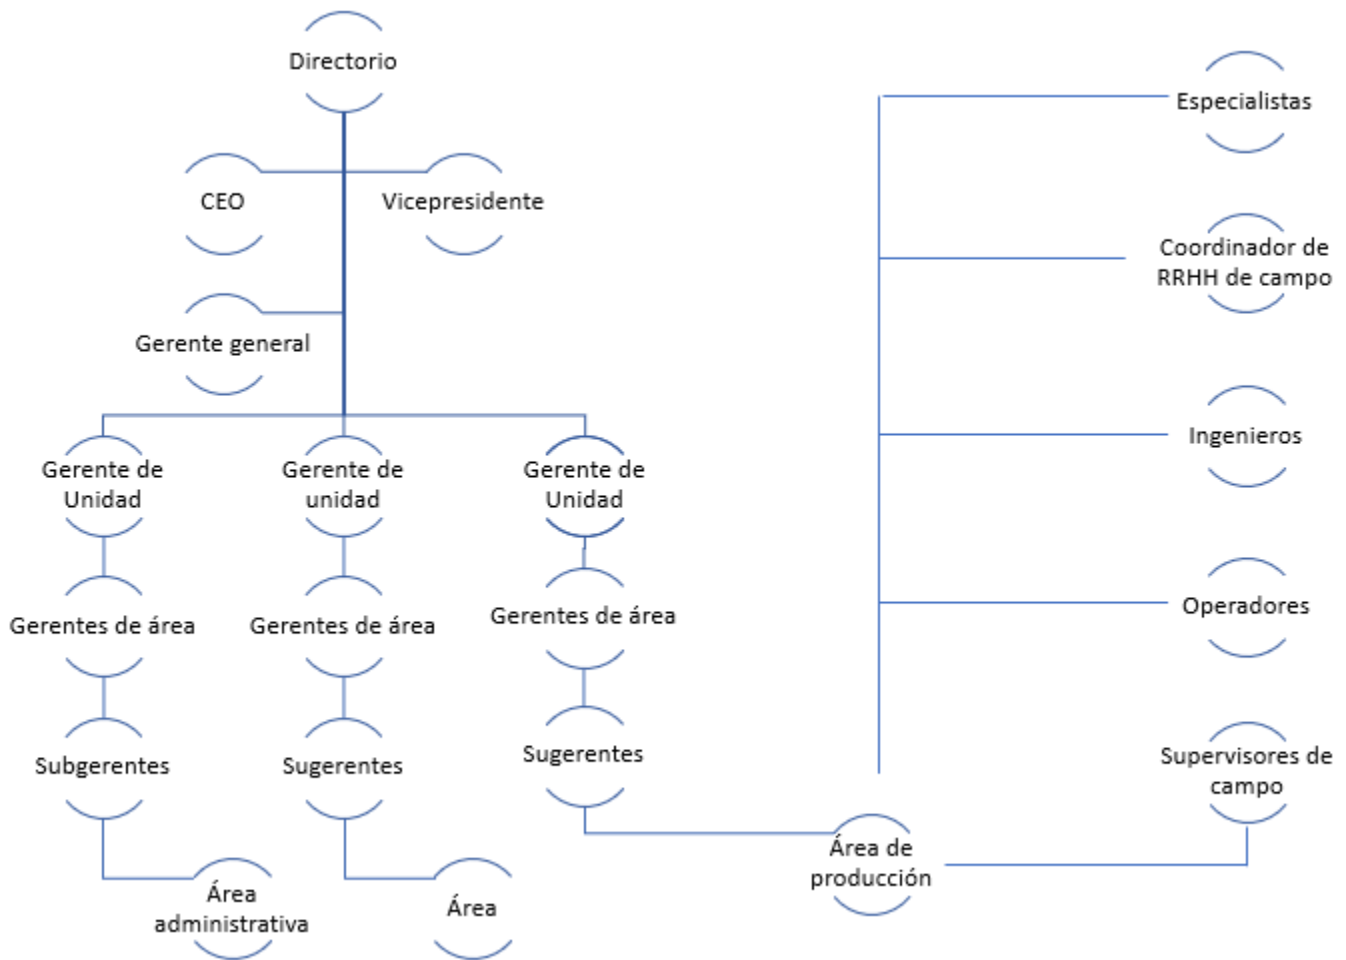 Directorio
CEO
Vicepresidente
Gerente general
Gerente de
Unidad
Gerente de
unidad
Gerente de
Unidad
Gerentes de área
Gerentes de área
Gerentes de área
Subgerentes
Sugerentes
Sugerentes
Área
administrativa
Área
Área de
producción
Especialistas
Coordinador de
RRHH de campo
Ingenieros
Operadores
Supervisores de
campo